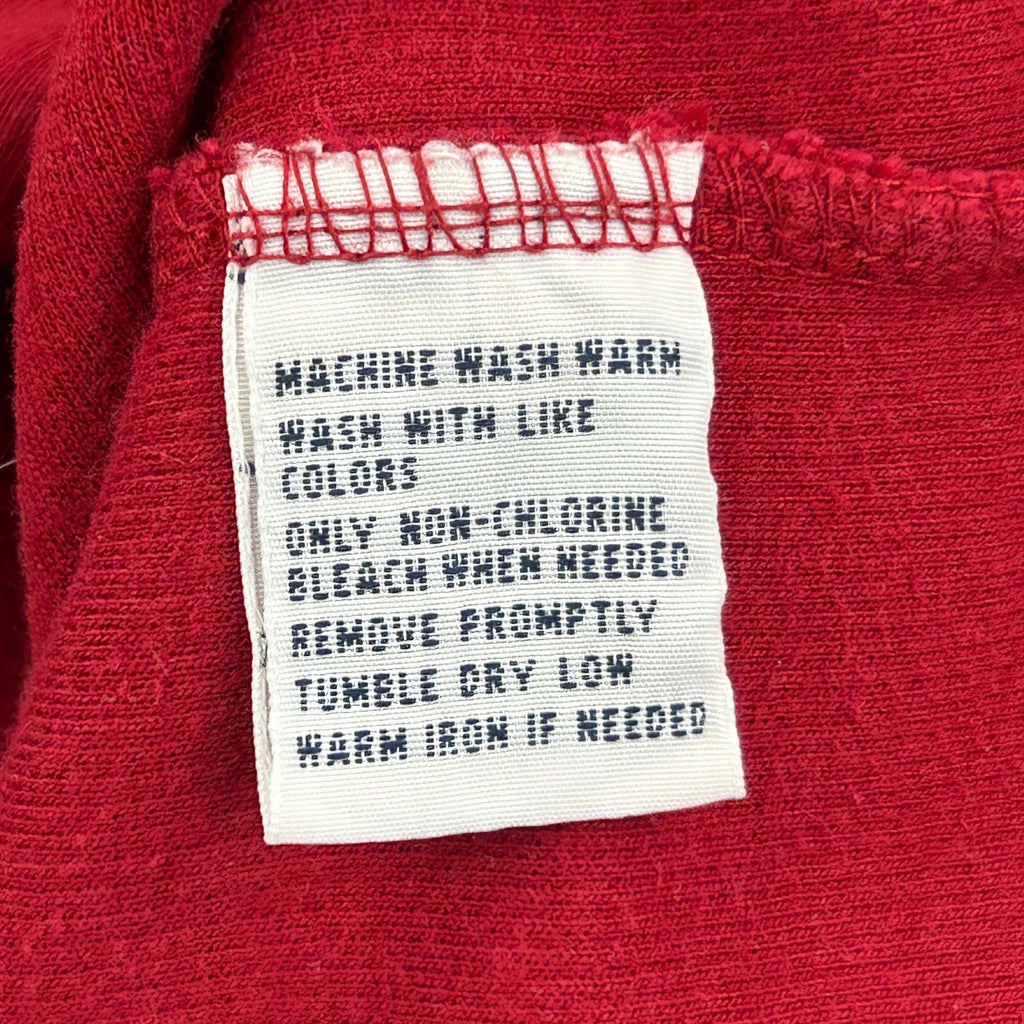 MACHINE WASH WARM
WASH WITH LIKE
COLORS
ONLY NON-CHLORINE
BLEACH WHEN NEEDED
REMOVE PROMPTLY
TUMBLE DRY LOW
WARM IRON IF NEEDED